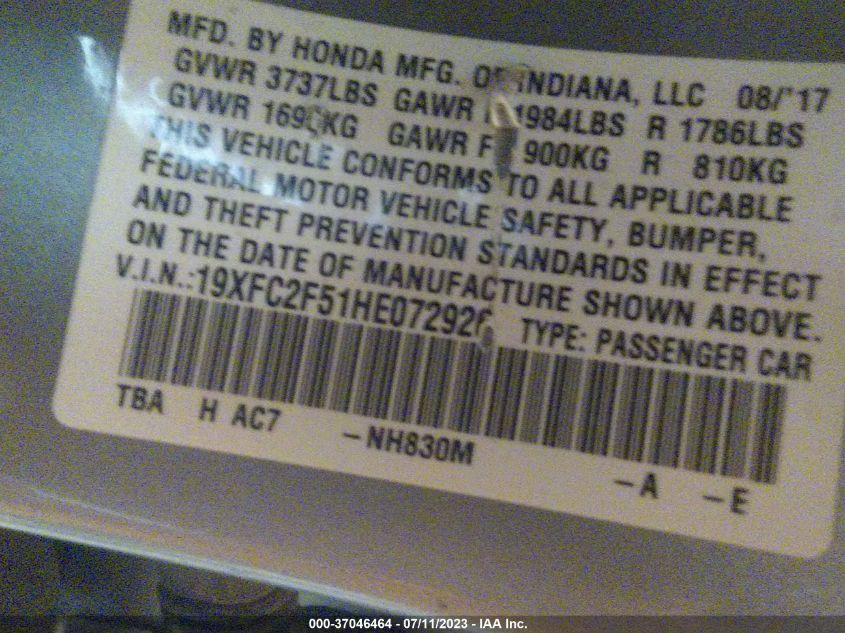 MFD. BY HONDA MFG. OF INDIANA, LLC 08/'17
GVWR 3737LBS GAWR 1984LBS R 1786LBS
GVWR KG GAWR F 900KG R 810KG
THIS VEHICLE CONFORMS TO ALL APPLICABLE
FEDERAL MOTOR VEHICLE SAFETY, BUMPER,
AND THEFT PREVENTION STANDARDS IN EFFECT
ON THE DATE OF MANUFACTURE SHOWN ABOVE.
V.I.N.: TYPE: PASSENGER CAR
TBA H AC7 -NH830M -A -E
000-37046464 - 07/11/2023 - IAA Inc.